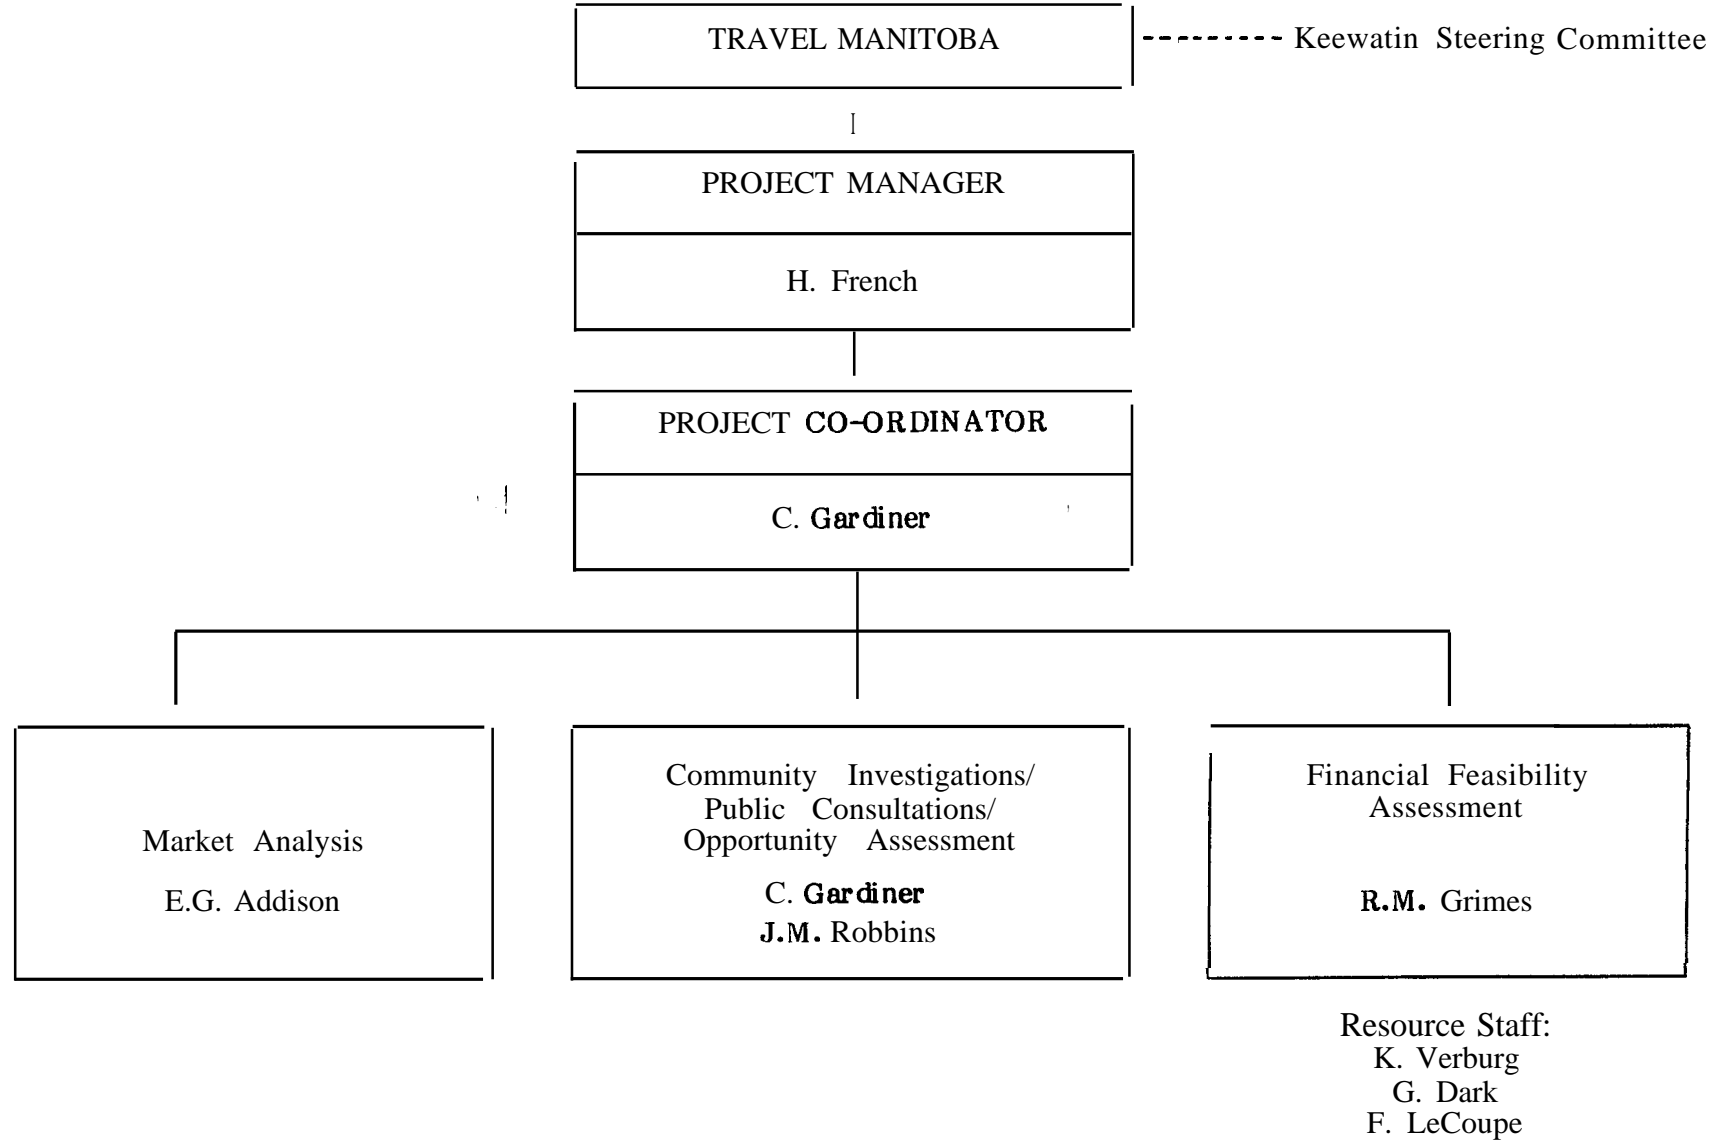 TRAVEL MANITOBA
Keewatin Steering Committee
PROJECT MANAGER
H. French
PROJECT CO-ORDINATOR
C. Gardiner
Market Analysis
E.G. Addison
Community Investigations/
Public Consultations/
Opportunity Assessment
C. Gardiner
J.M. Robbins
Financial Feasibility
Assessment
R.M. Grimes
Resource Staff:
K. Verburg
G. Dark
F. LeCoupe